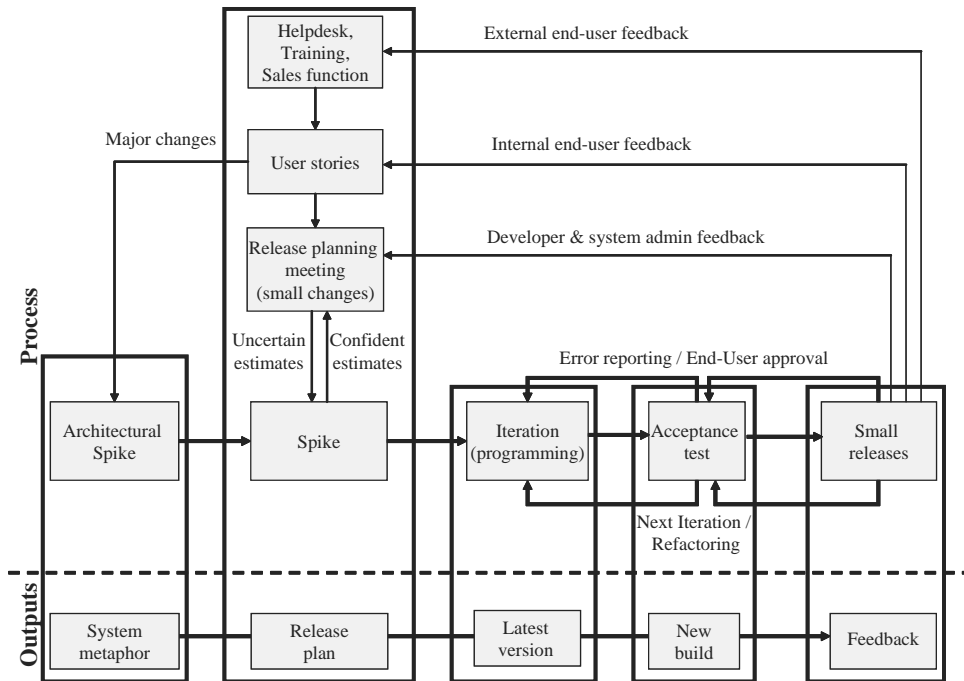 Helpdesk,
Training,
Sales function
External end-user feedback
Major changes
User stories
Internal end-user feedback
Release planning
meeting
(small changes)
Developer & system admin feedback
Process
Uncertain
estimates
Confident
estimates
Error reporting / End-User approval
Architectural
Spike
Spike
Iteration
(programming)
Acceptance
test
Small
releases
Next Iteration /
Refactoring
Outputs
System
metaphor
Release
plan
Latest
version
New
build
Feedback